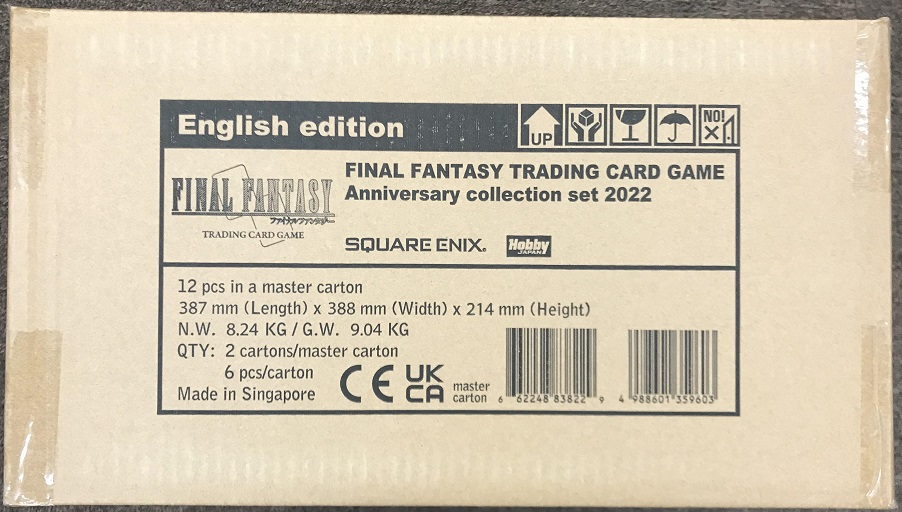 English edition
UP
NO!
FINAL FANTASY TRADING CARD GAME
Anniversary collection set 2022
FINAL FANTASY
ファイナルファンタジー
TRADING CARD GAME
SQUARE ENIX.
Hobby
JAPAN
12 pcs in a master carton
387 mm (Length) x 388 mm (Width) x 214 mm (Height)
N.W. 8.24 KG / G.W. 9.04 KG
QTY: 2 cartons/master carton
6 pcs/carton
Made in Singapore
CE
UK
CA
master
carton
6 62248 83822 9
4 988601 359603